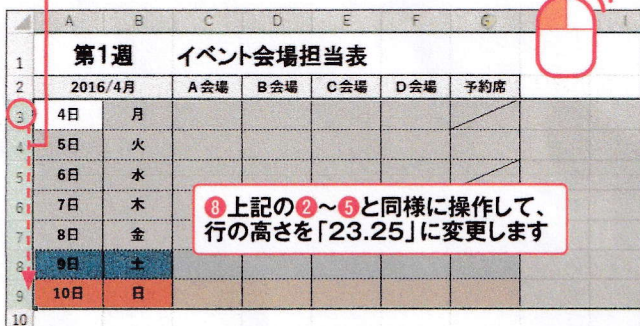 A B C D E F G I
1 第1週 イベント会場担当表
2 2016/4月 A会場 B会場 C会場 D会場 予約席
3 4日 月
4 5日 火
5 6日 水
6 7日 木
7 8日 金
8 9日 土
9 10日 日
10
❽上記の❷～❺と同様に操作して、
行の高さを「23.25」に変更します